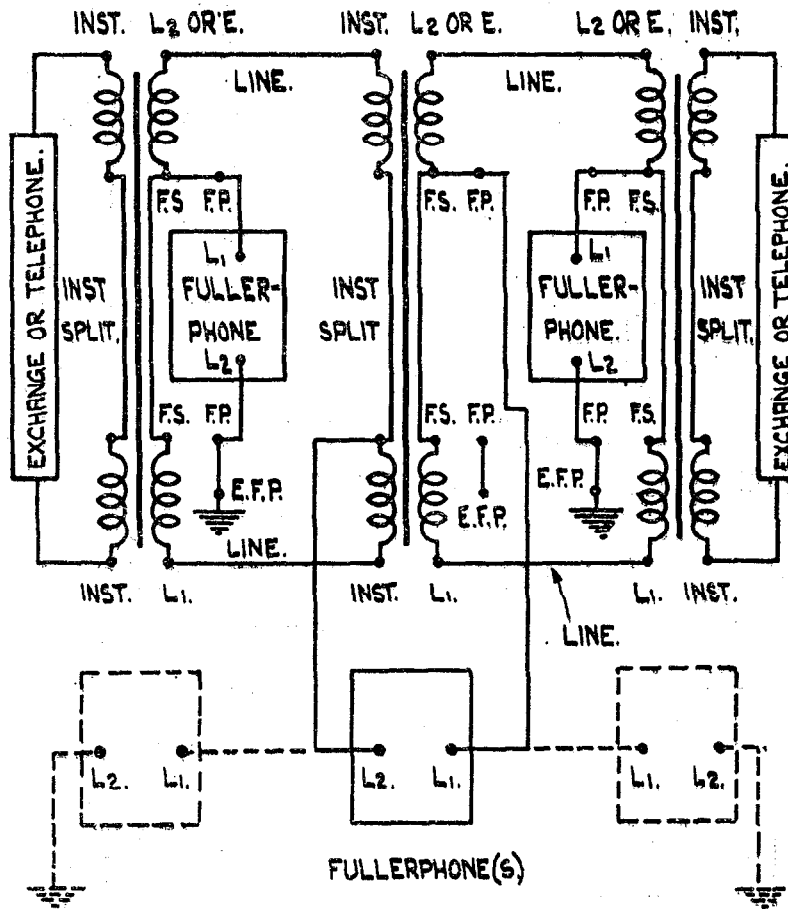 INST. L2 OR E. INST. L2 OR E. L2 OR E. INST.
LINE. LINE.
EXCHANGE OR TELEPHONE.
F.S F.P. F.S. F.P. F.P. F.S.
L1 L1
INST FULLER- INST FULLER- INST
SPLIT. PHONE SPLIT PHONE. SPLIT.
L2 L2
EXCHANGE OR TELEPHONE.
F.S. F.P. F.S. F.P. F.P. F.S.
E.F.P. E.F.P. E.F.P.
LINE.
INST. L1. INST. L1. L1. INST.
LINE.
L2. L1. L2. L1. L1. L2.
FULLERPHONE(S)